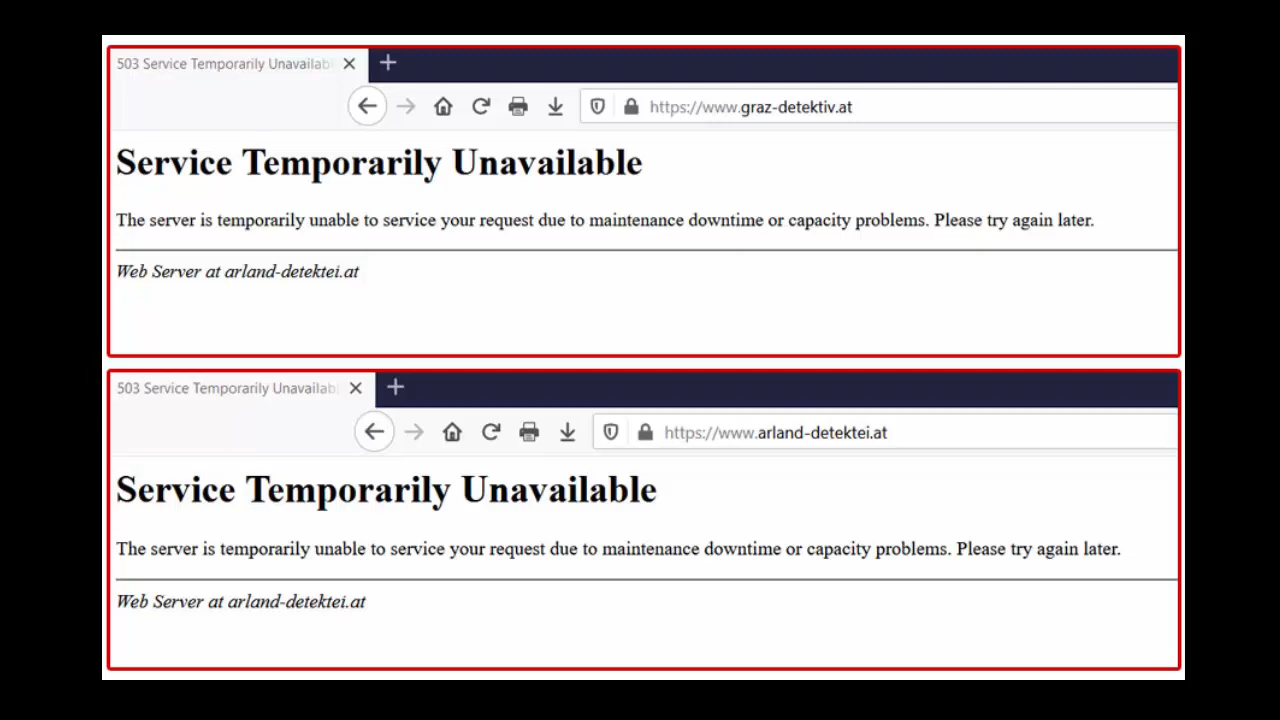 503 Service Temporarily Unavailab
https://www.graz-detektiv.at
Service Temporarily Unavailable
The server is temporarily unable to service your request due to maintenance downtime or capacity problems. Please try again later.
Web Server at arland-detektei.at
503 Service Temporarily Unavailab
https://www.arland-detektei.at
Service Temporarily Unavailable
The server is temporarily unable to service your request due to maintenance downtime or capacity problems. Please try again later.
Web Server at arland-detektei.at